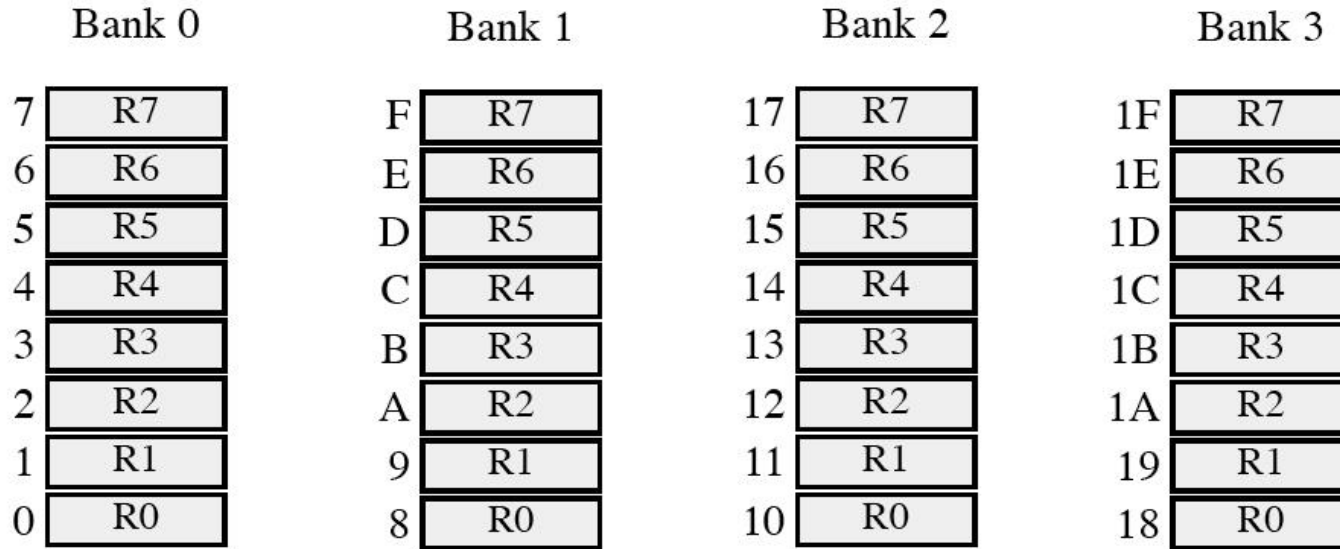 Bank 0 Bank 1 Bank 2 Bank 3
7 R7 F R7 17 R7 1F R7
6 R6 E R6 16 R6 1E R6
5 R5 D R5 15 R5 1D R5
4 R4 C R4 14 R4 1C R4
3 R3 B R3 13 R3 1B R3
2 R2 A R2 12 R2 1A R2
1 R1 9 R1 11 R1 19 R1
0 R0 8 R0 10 R0 18 R0